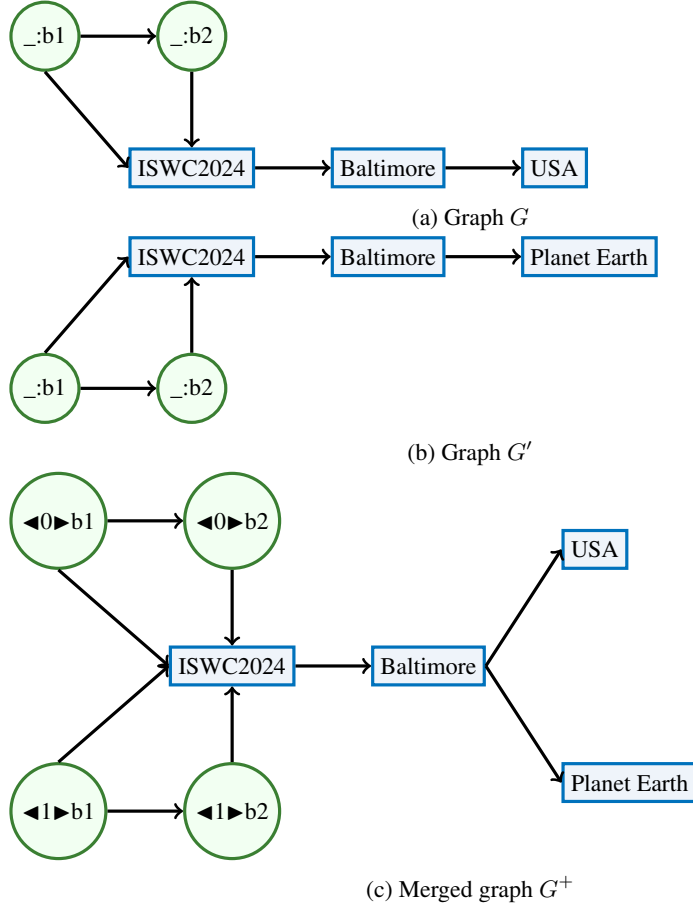 _:b1 _:b2
ISWC2024 Baltimore USA
(a) Graph G
ISWC2024 Baltimore Planet Earth
_:b1 _:b2
(b) Graph G′
◄0►b1 ◄0►b2
USA
ISWC2024 Baltimore
Planet Earth
◄1►b1 ◄1►b2
(c) Merged graph G⁺